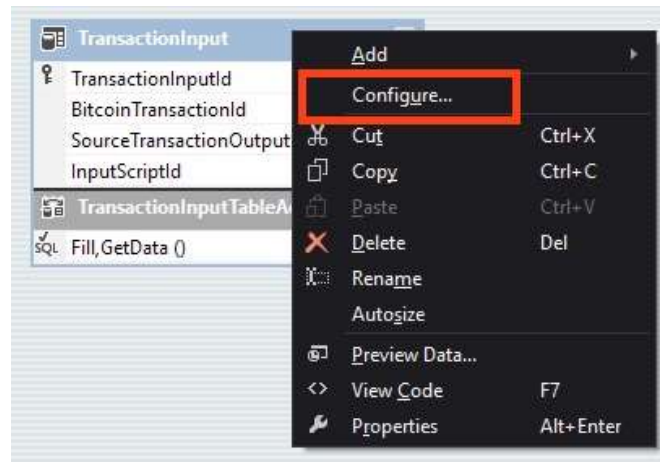 TransactionInput
TransactionInputId
BitcoinTransactionId
SourceTransactionOutput
InputScriptId
TransactionInputTableA
SQL Fill,GetData ()
Add
Configure...
Cut Ctrl+X
Copy Ctrl+C
Paste Ctrl+V
Delete Del
Rename
Autosize
Preview Data...
View Code F7
Properties Alt+Enter